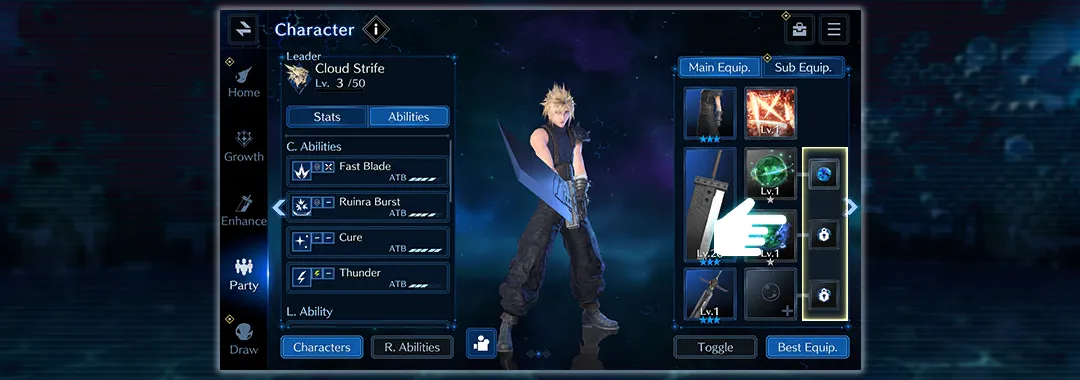 Character
i
Leader
Cloud Strife
Lv. 3 /50
Stats
Abilities
C. Abilities
Fast Blade
ATB
Ruinra Burst
ATB
Cure
ATB
Thunder
ATB
L. Ability
Characters
R. Abilities
Home
Growth
Enhance
Party
Draw
Main Equip.
Sub Equip.
Lv.1
Lv.1
Lv.20
Lv.1
Lv.1
Toggle
Best Equip.